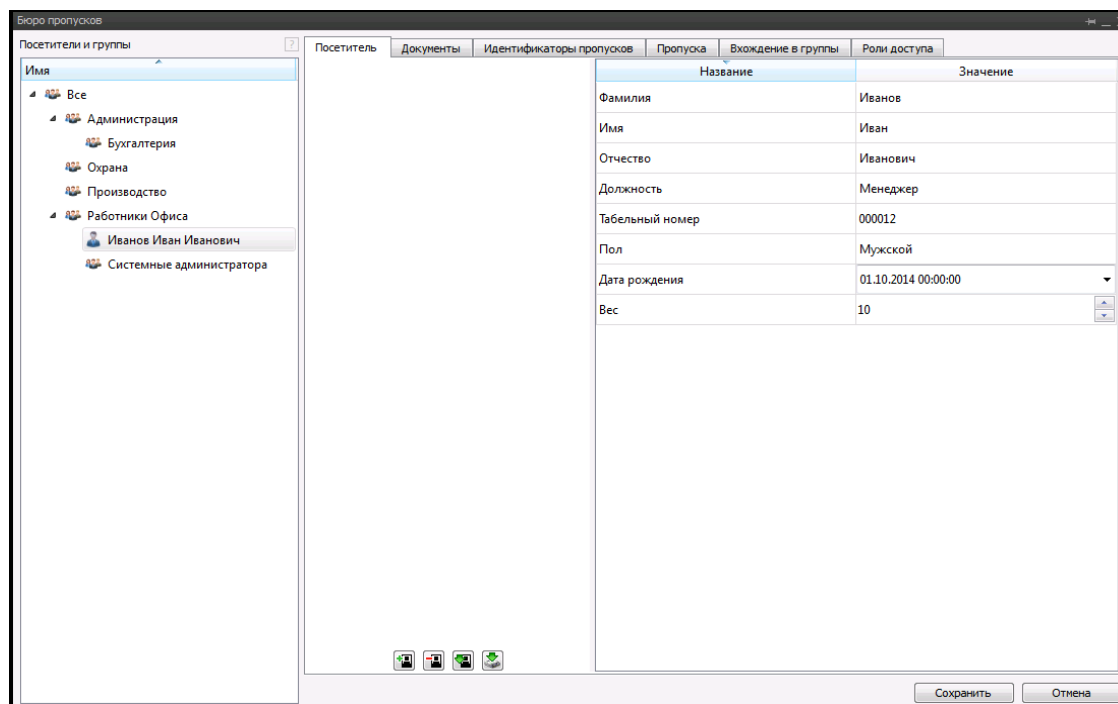 Бюро пропусков
Посетители и группы ?
Имя
Все
Администрация
Бухгалтерия
Охрана
Производство
Работники Офиса
Иванов Иван Иванович
Системные администратора
Посетитель Документы Идентификаторы пропусков Пропуска Вхождение в группы Роли доступа
Название Значение
Фамилия Иванов
Имя Иван
Отчество Иванович
Должность Менеджер
Табельный номер 000012
Пол Мужской
Дата рождения 01.10.2014 00:00:00
Вес 10
Сохранить Отмена